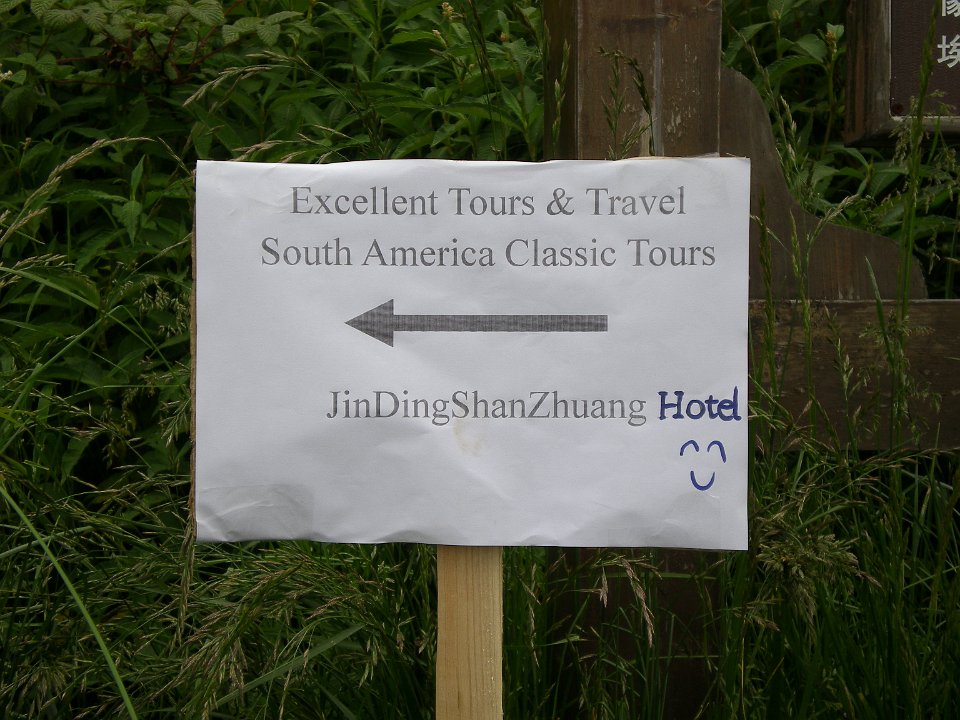 Excellent Tours & Travel
South America Classic Tours
JinDingShanZhuang Hotel